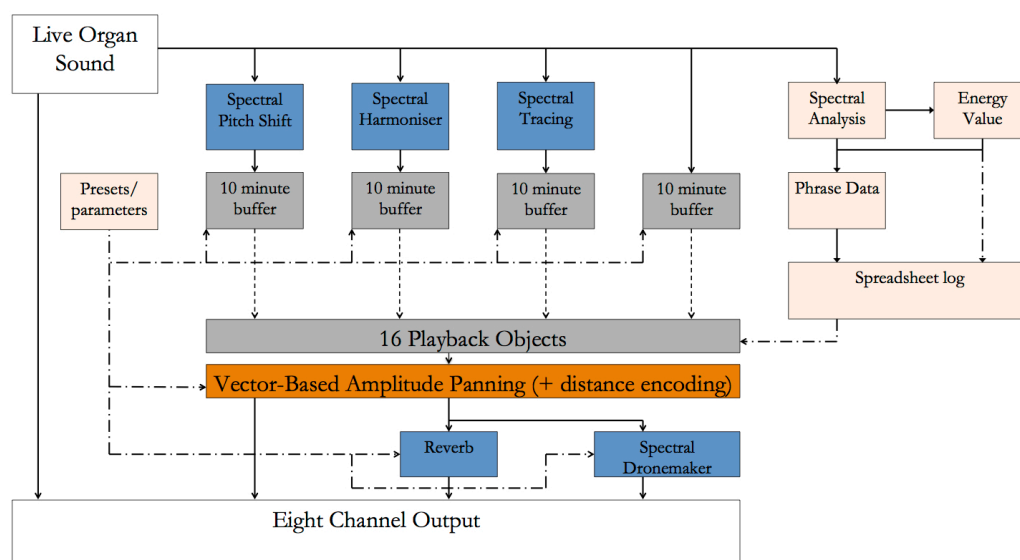 Live Organ
Sound
Spectral
Pitch Shift
Spectral
Harmoniser
Spectral
Tracing
Spectral
Analysis
Energy
Value
Presets/
parameters
10 minute
buffer
10 minute
buffer
10 minute
buffer
10 minute
buffer
Phrase Data
Spreadsheet log
16 Playback Objects
Vector-Based Amplitude Panning (+ distance encoding)
Reverb
Spectral
Dronemaker
Eight Channel Output